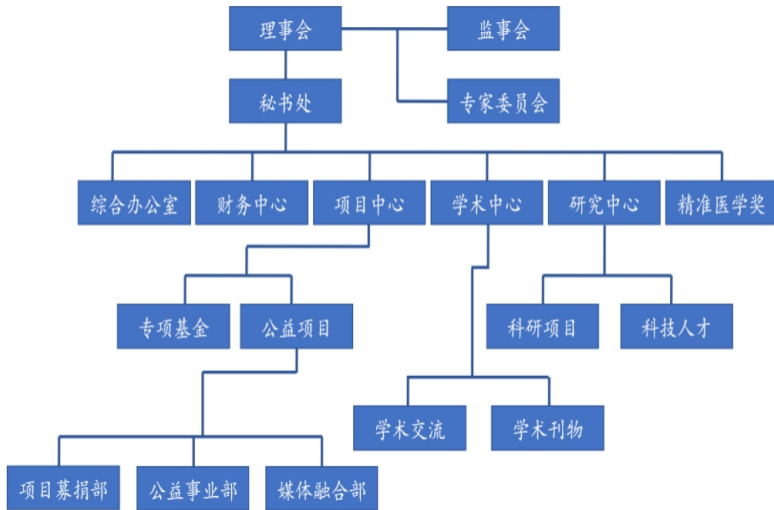 理事会
监事会
秘书处
专家委员会
综合办公室
财务中心
项目中心
学术中心
研究中心
精准医学奖
专项基金
公益项目
科研项目
科技人才
学术交流
学术刊物
项目募捐部
公益事业部
媒体融合部